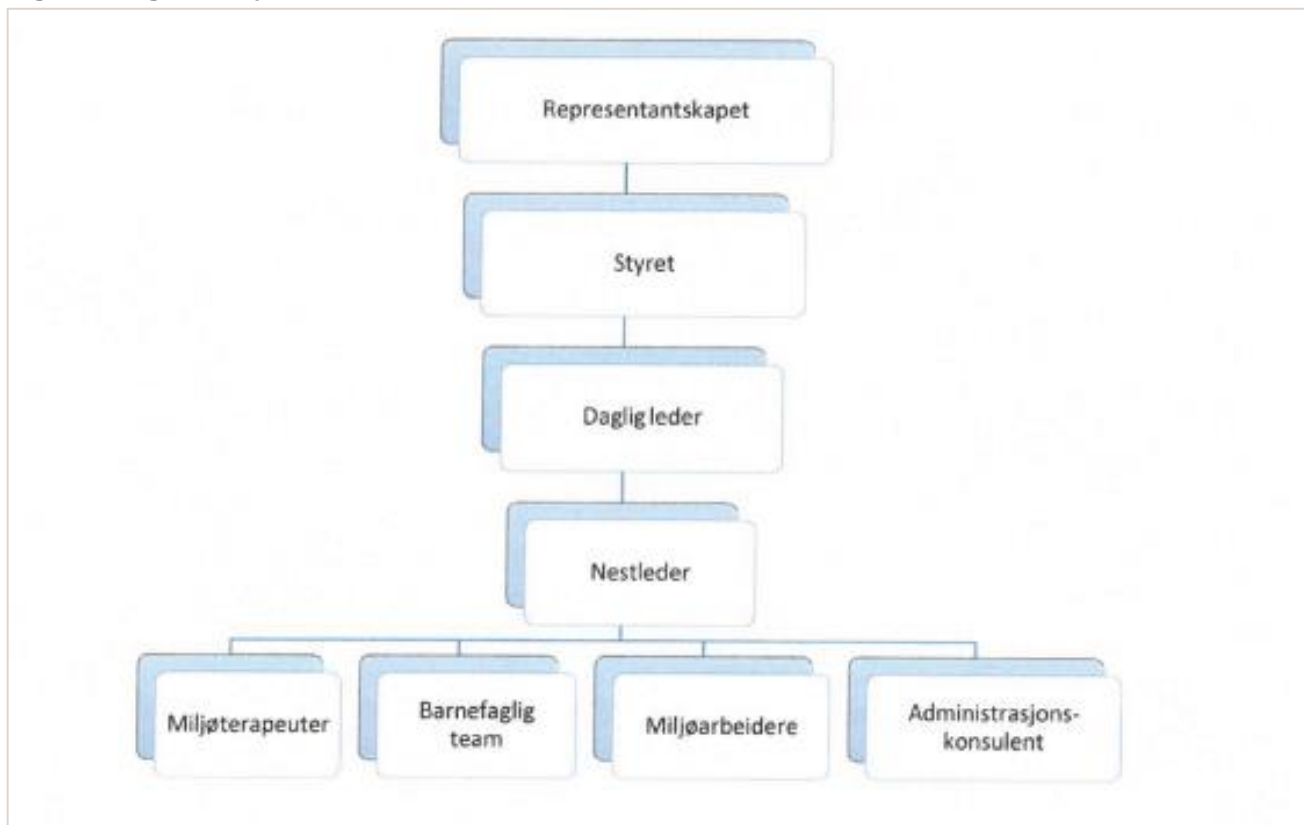 Representantskapet
Styret
Daglig leder
Nestleder
Miljøterapeuter
Barnefaglig
team
Miljøarbeidere
Administrasjons-
konsulent